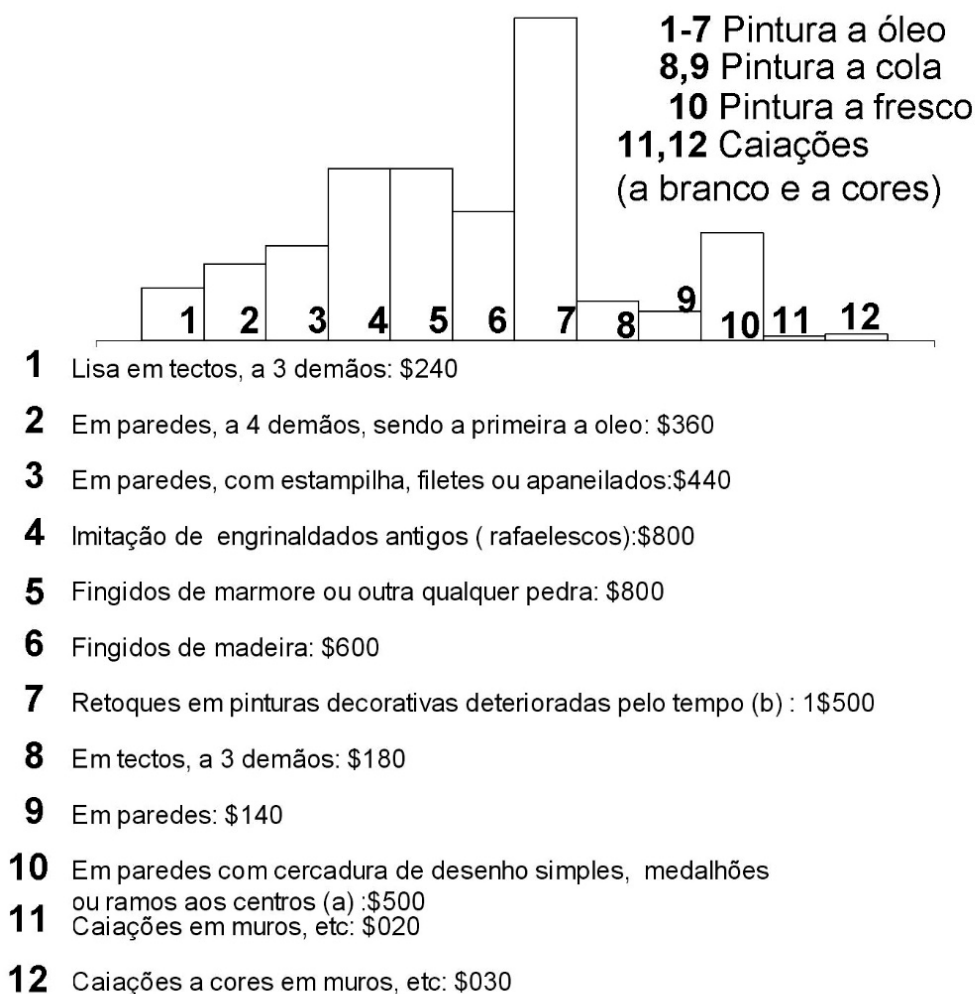 1-7 Pintura a óleo
8,9 Pintura a cola
10 Pintura a fresco
11,12 Caiações
(a branco e a cores)
1 2 3 4 5 6 7 8 9 10 11 12
1 Lisa em tectos, a 3 demãos: $240
2 Em paredes, a 4 demãos, sendo a primeira a oleo: $360
3 Em paredes, com estampilha, filetes ou apaneilados:$440
4 Imitação de engrinaldados antigos ( rafaelescos):$800
5 Fingidos de marmore ou outra qualquer pedra: $800
6 Fingidos de madeira: $600
7 Retoques em pinturas decorativas deterioradas pelo tempo (b) : 1$500
8 Em tectos, a 3 demãos: $180
9 Em paredes: $140
10 Em paredes com cercadura de desenho simples, medalhões
ou ramos aos centros (a) :$500
11 Caiações em muros, etc: $020
12 Caiações a cores em muros, etc: $030